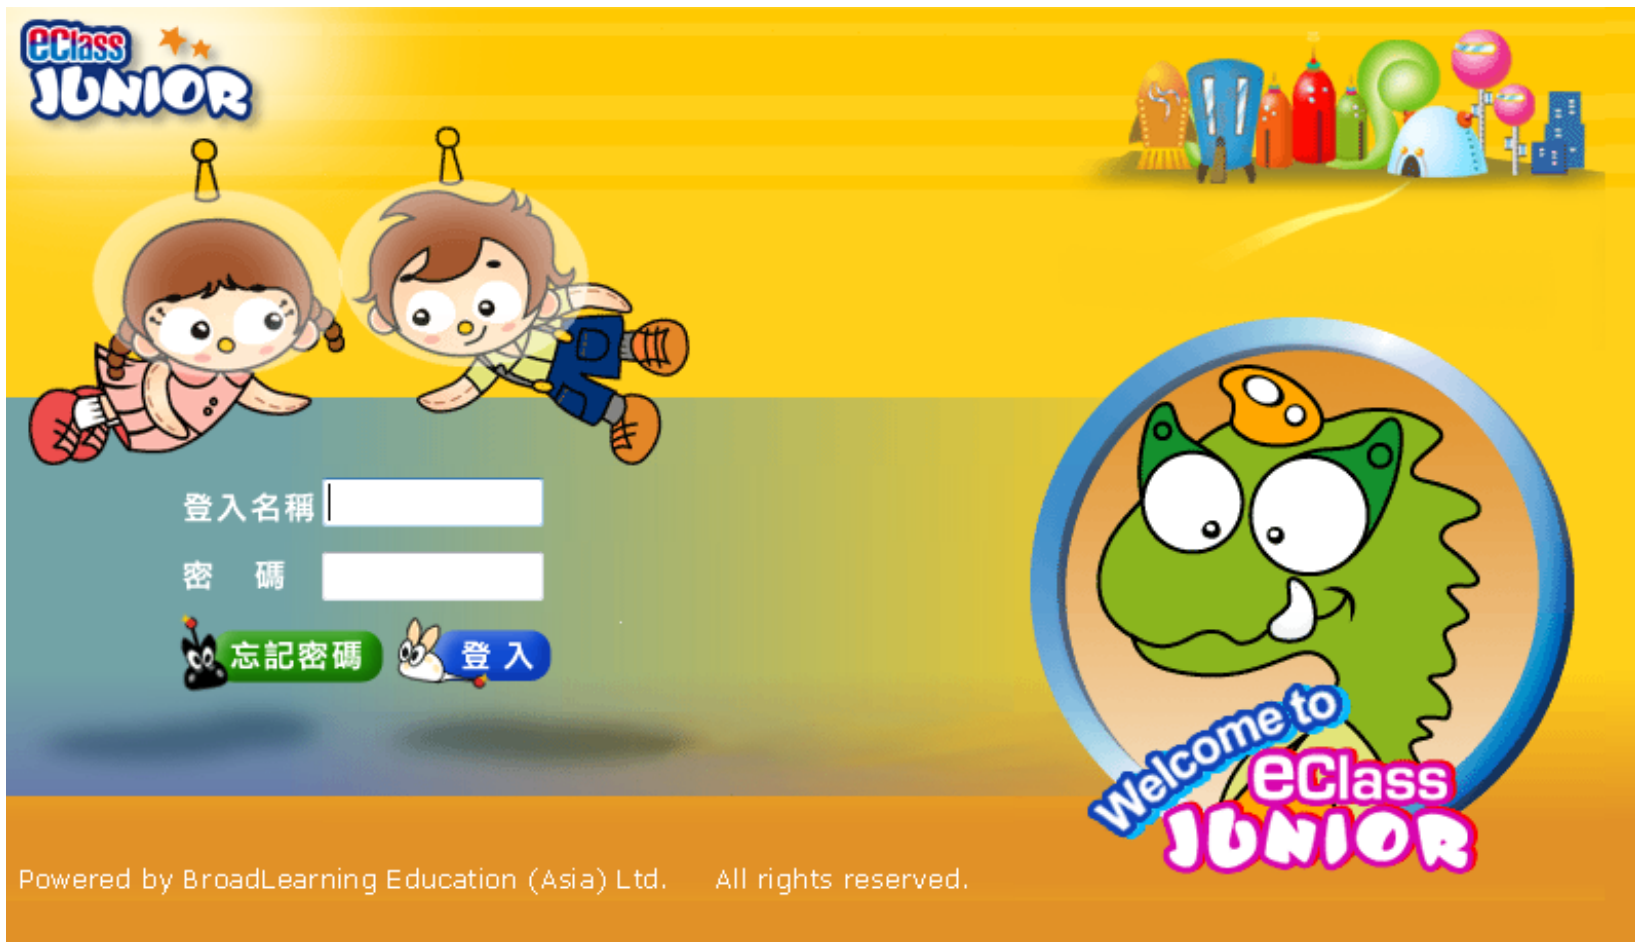 eClass
JUNIOR
登入名稱
密 碼
忘記密碼
登入
Welcome to
eClass
JUNIOR
Powered by BroadLearning Education (Asia) Ltd. All rights reserved.